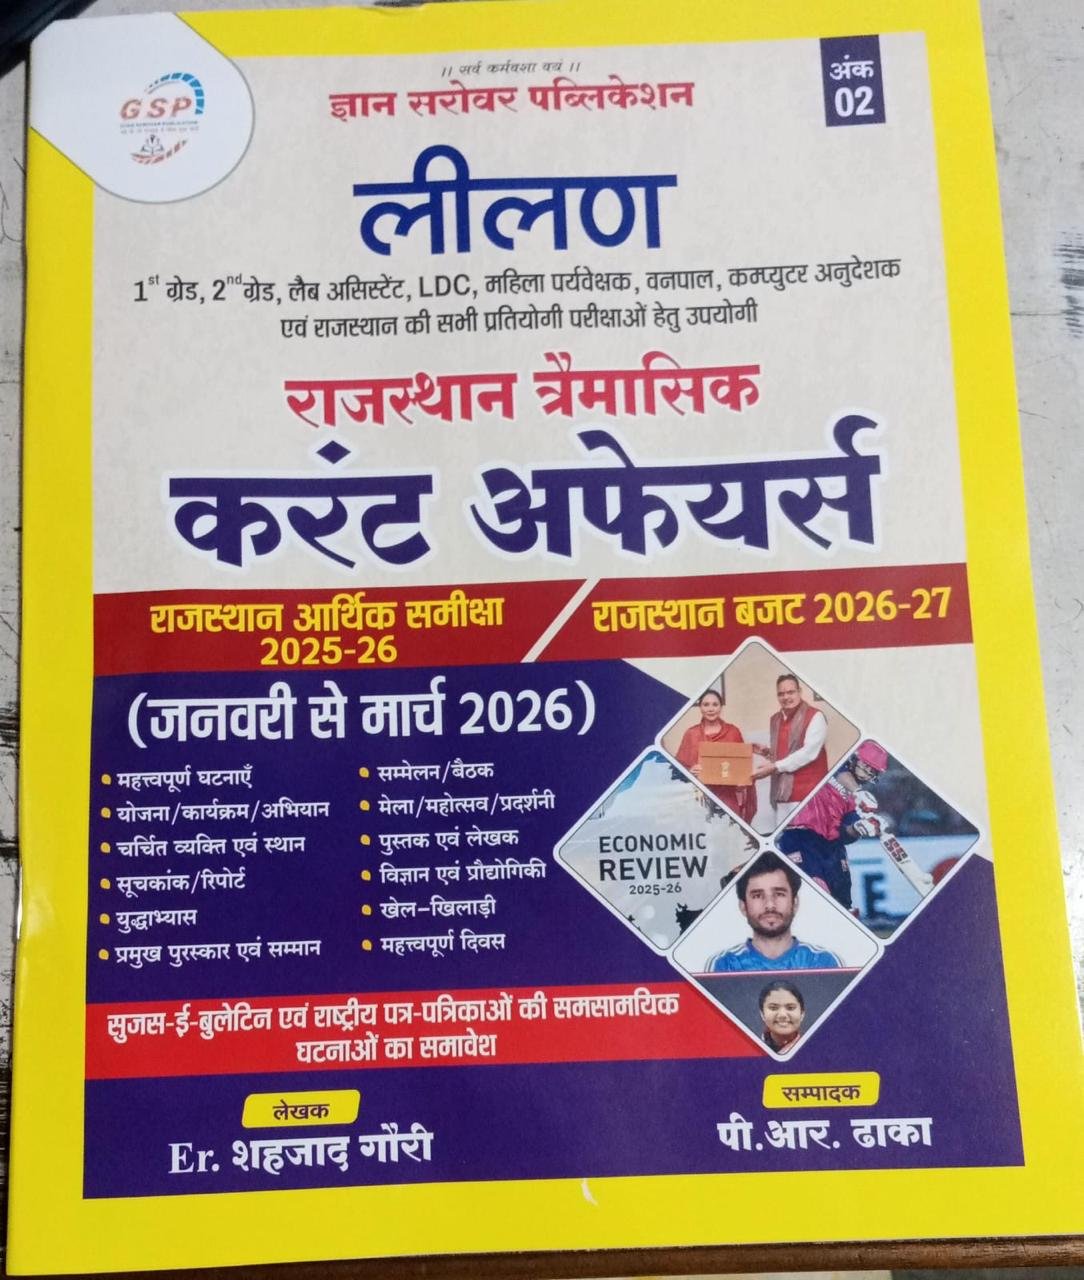 ।। सर्व कर्मवशा वयं ।।
ज्ञान सरोवर पब्लिकेशन
अंक
02
GSP
GYAN SAROVAR PUBLICATION
लीलण
1st ग्रेड, 2nd ग्रेड, लैब असिस्टेंट, LDC, महिला पर्यवेक्षक, वनपाल, कम्प्युटर अनुदेशक
एवं राजस्थान की सभी प्रतियोगी परीक्षाओं हेतु उपयोगी
राजस्थान त्रैमासिक
करंट अफेयर्स
राजस्थान आर्थिक समीक्षा
2025-26
राजस्थान बजट 2026-27
(जनवरी से मार्च 2026)
• महत्त्वपूर्ण घटनाएँ
• योजना/कार्यक्रम/अभियान
• चर्चित व्यक्ति एवं स्थान
• सूचकांक/रिपोर्ट
• युद्धाभ्यास
• प्रमुख पुरस्कार एवं सम्मान
• सम्मेलन/बैठक
• मेला/महोत्सव/प्रदर्शनी
• पुस्तक एवं लेखक
• विज्ञान एवं प्रौद्योगिकी
• खेल-खिलाड़ी
• महत्त्वपूर्ण दिवस
ECONOMIC
REVIEW
2025-26
सुजस-ई-बुलेटिन एवं राष्ट्रीय पत्र-पत्रिकाओं की समसामयिक
घटनाओं का समावेश
लेखक
Er. शहजाद गौरी
सम्पादक
पी.आर. ढाका